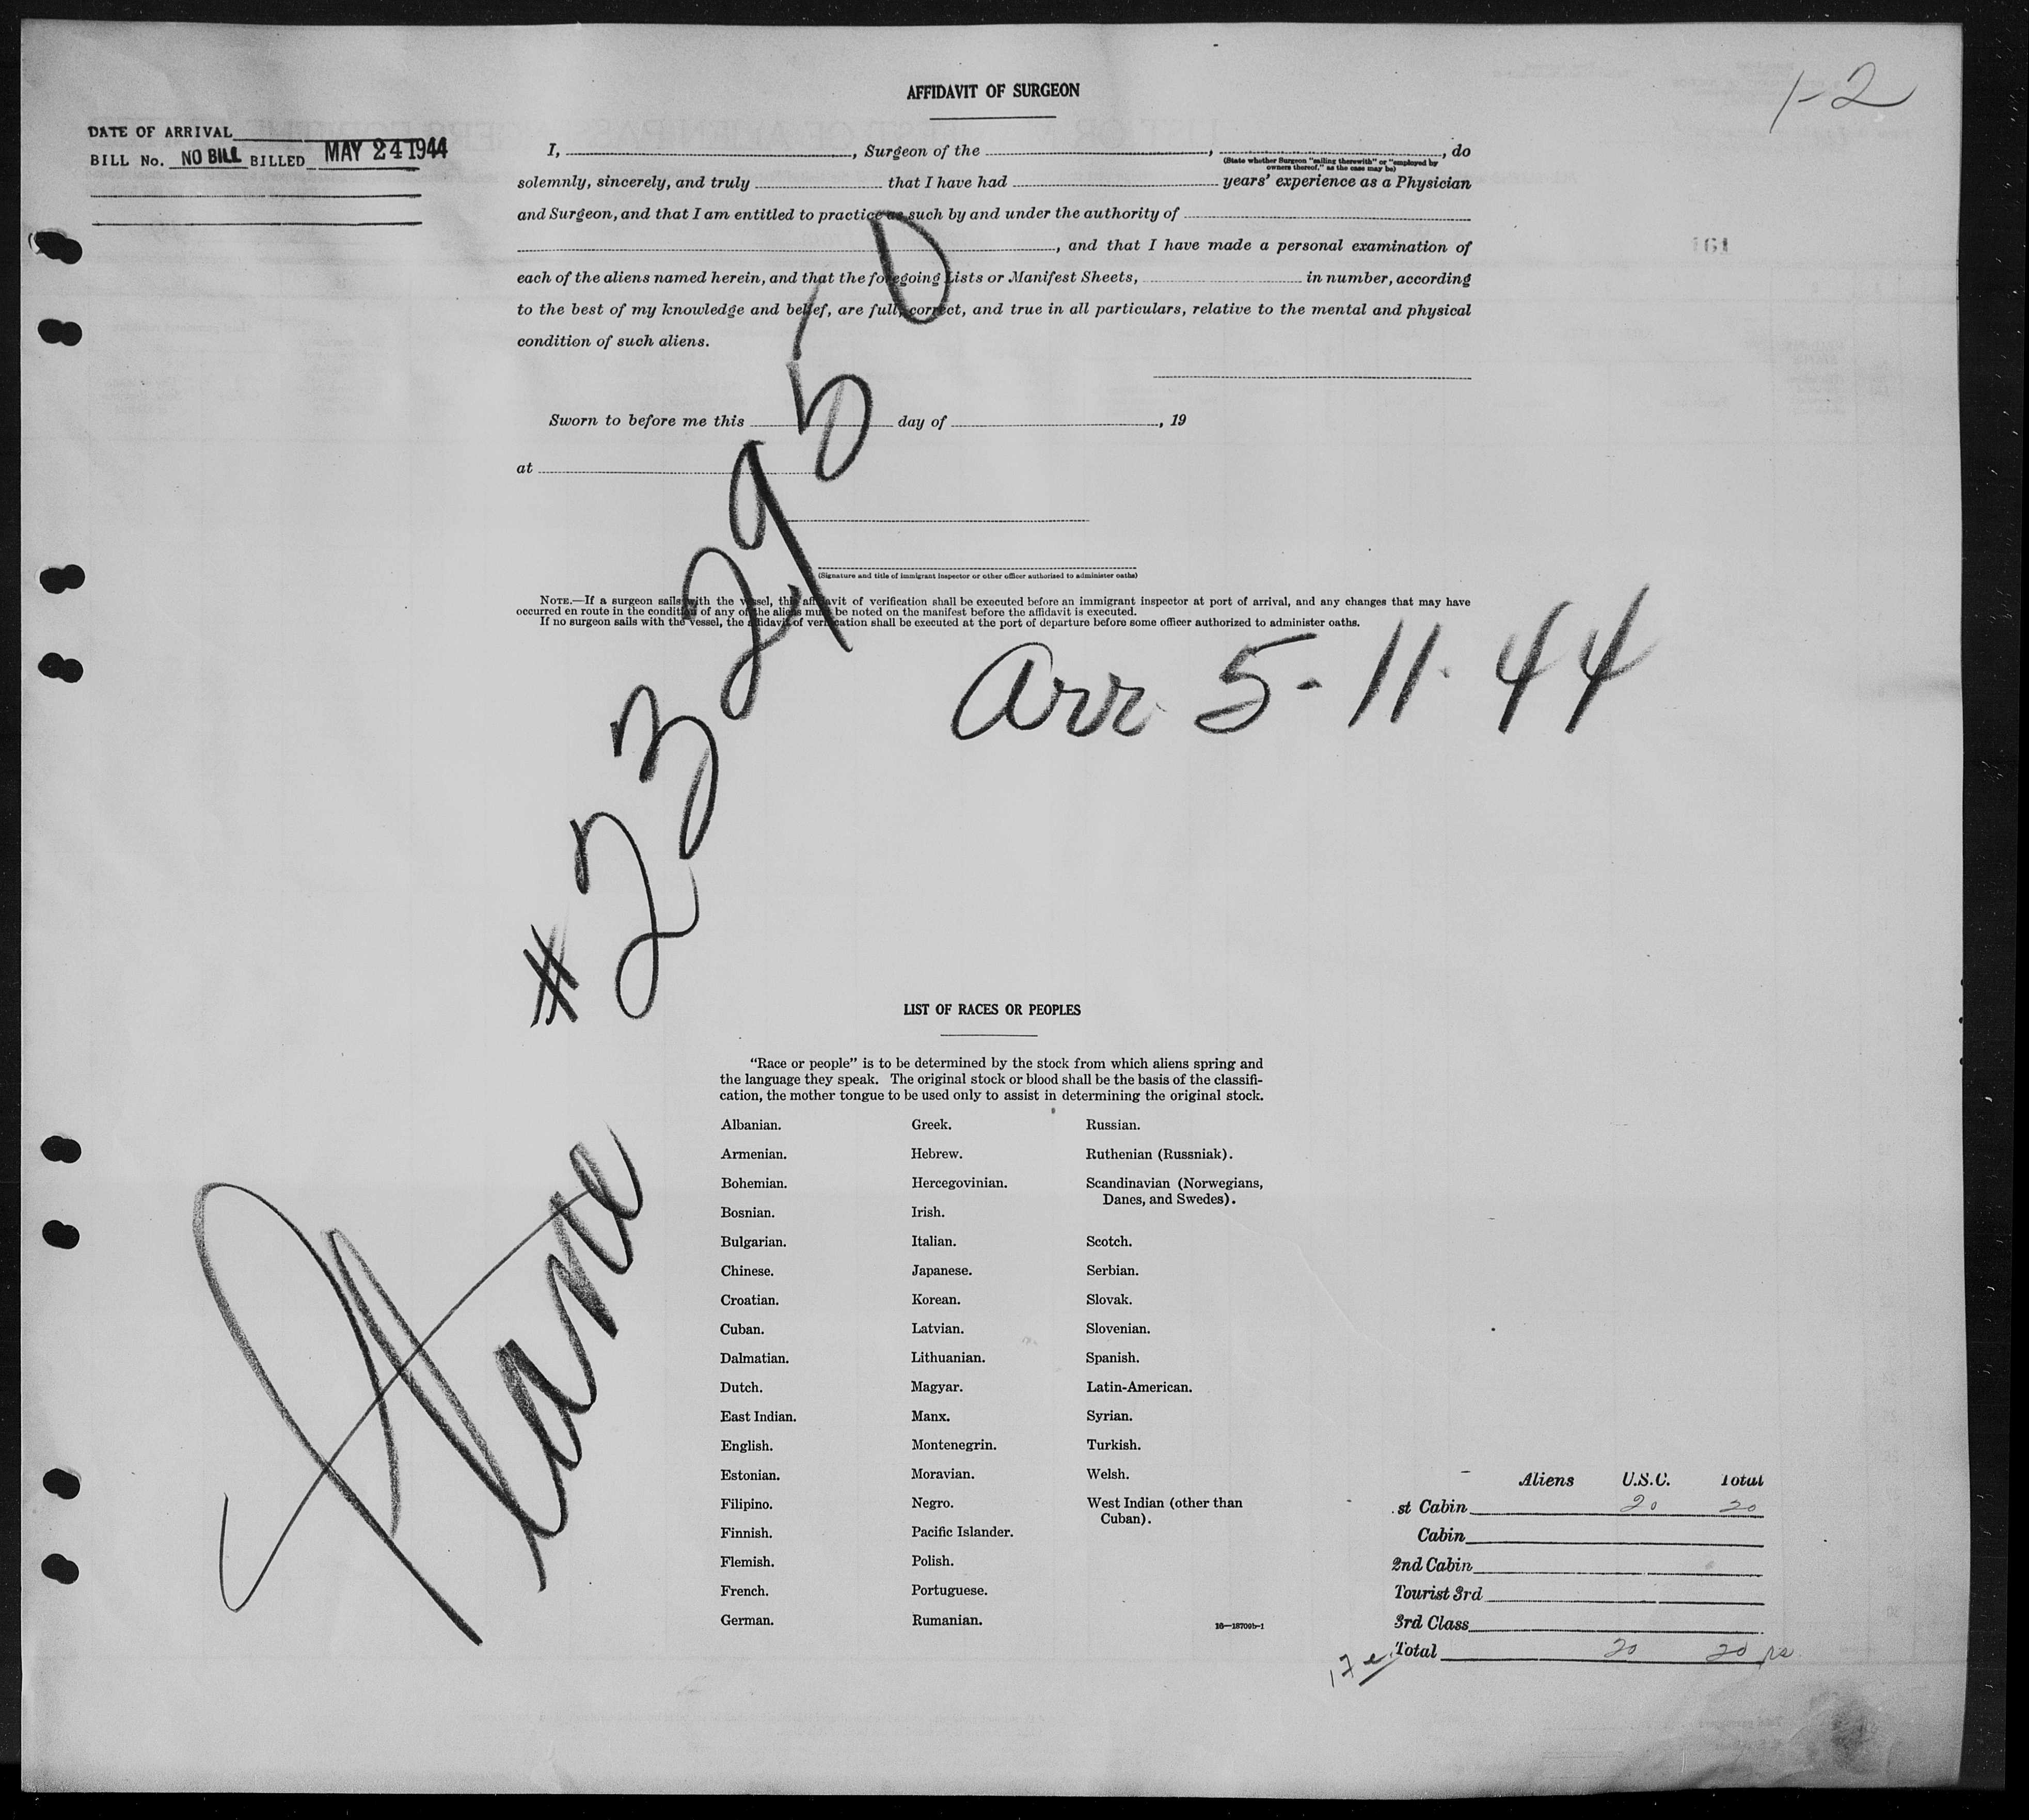 AFFIDAVIT OF SURGEON
1-2
DATE OF ARRIVAL
BILL No. NO BILL BILLED MAY 24 1944
I, , Surgeon of the , , do
(State whether Surgeon "sailing therewith" or "employed by
owners thereof," as the case may be)
solemnly, sincerely, and truly that I have had years' experience as a Physician
and Surgeon, and that I am entitled to practice as such by and under the authority of
, and that I have made a personal examination of
each of the aliens named herein, and that the foregoing Lists or Manifest Sheets, in number, according
to the best of my knowledge and belief, are full, correct, and true in all particulars, relative to the mental and physical
condition of such aliens.
Sworn to before me this day of , 19
at
(Signature and title of immigrant inspector or other officer authorized to administer oaths)
NOTE.—If a surgeon sails with the vessel, this affidavit of verification shall be executed before an immigrant inspector at port of arrival, and any changes that may have
occurred en route in the condition of any of the aliens must be noted on the manifest before the affidavit is executed.
If no surgeon sails with the vessel, the affidavit of verification shall be executed at the port of departure before some officer authorized to administer oaths.
#232950
Arr. 5-11-44
Plane
LIST OF RACES OR PEOPLES
"Race or people" is to be determined by the stock from which aliens spring and
the language they speak. The original stock or blood shall be the basis of the classifi-
cation, the mother tongue to be used only to assist in determining the original stock.
Albanian.
Armenian.
Bohemian.
Bosnian.
Bulgarian.
Chinese.
Croatian.
Cuban.
Dalmatian.
Dutch.
East Indian.
English.
Estonian.
Filipino.
Finnish.
Flemish.
French.
German.
Greek.
Hebrew.
Hercegovinian.
Irish.
Italian.
Japanese.
Korean.
Latvian.
Lithuanian.
Magyar.
Manx.
Montenegrin.
Moravian.
Negro.
Pacific Islander.
Polish.
Portuguese.
Rumanian.
Russian.
Ruthenian (Russniak).
Scandinavian (Norwegians,
Danes, and Swedes).
Scotch.
Serbian.
Slovak.
Slovenian.
Spanish.
Latin-American.
Syrian.
Turkish.
Welsh.
West Indian (other than
Cuban).
16—18709b-1
Aliens U.S.C. Total
st Cabin 20 20
Cabin
2nd Cabin
Tourist 3rd
3rd Class
Total 20 20